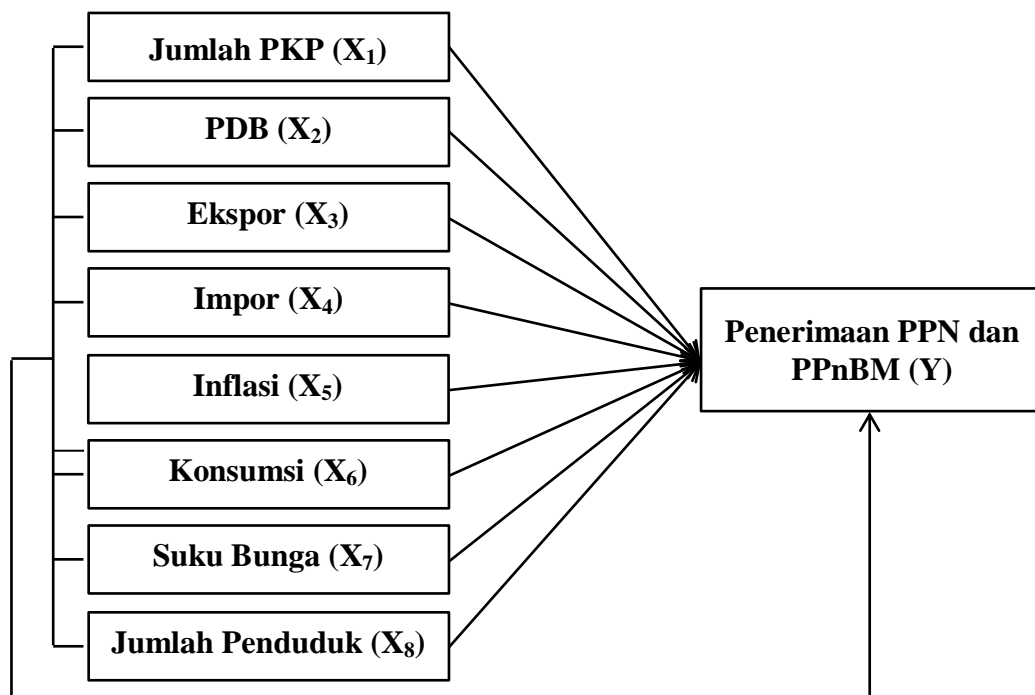 Jumlah PKP (X₁)
PDB (X₂)
Ekspor (X₃)
Impor (X₄)
Inflasi (X₅)
Konsumsi (X₆)
Suku Bunga (X₇)
Jumlah Penduduk (X₈)
Penerimaan PPN dan
PPnBM (Y)